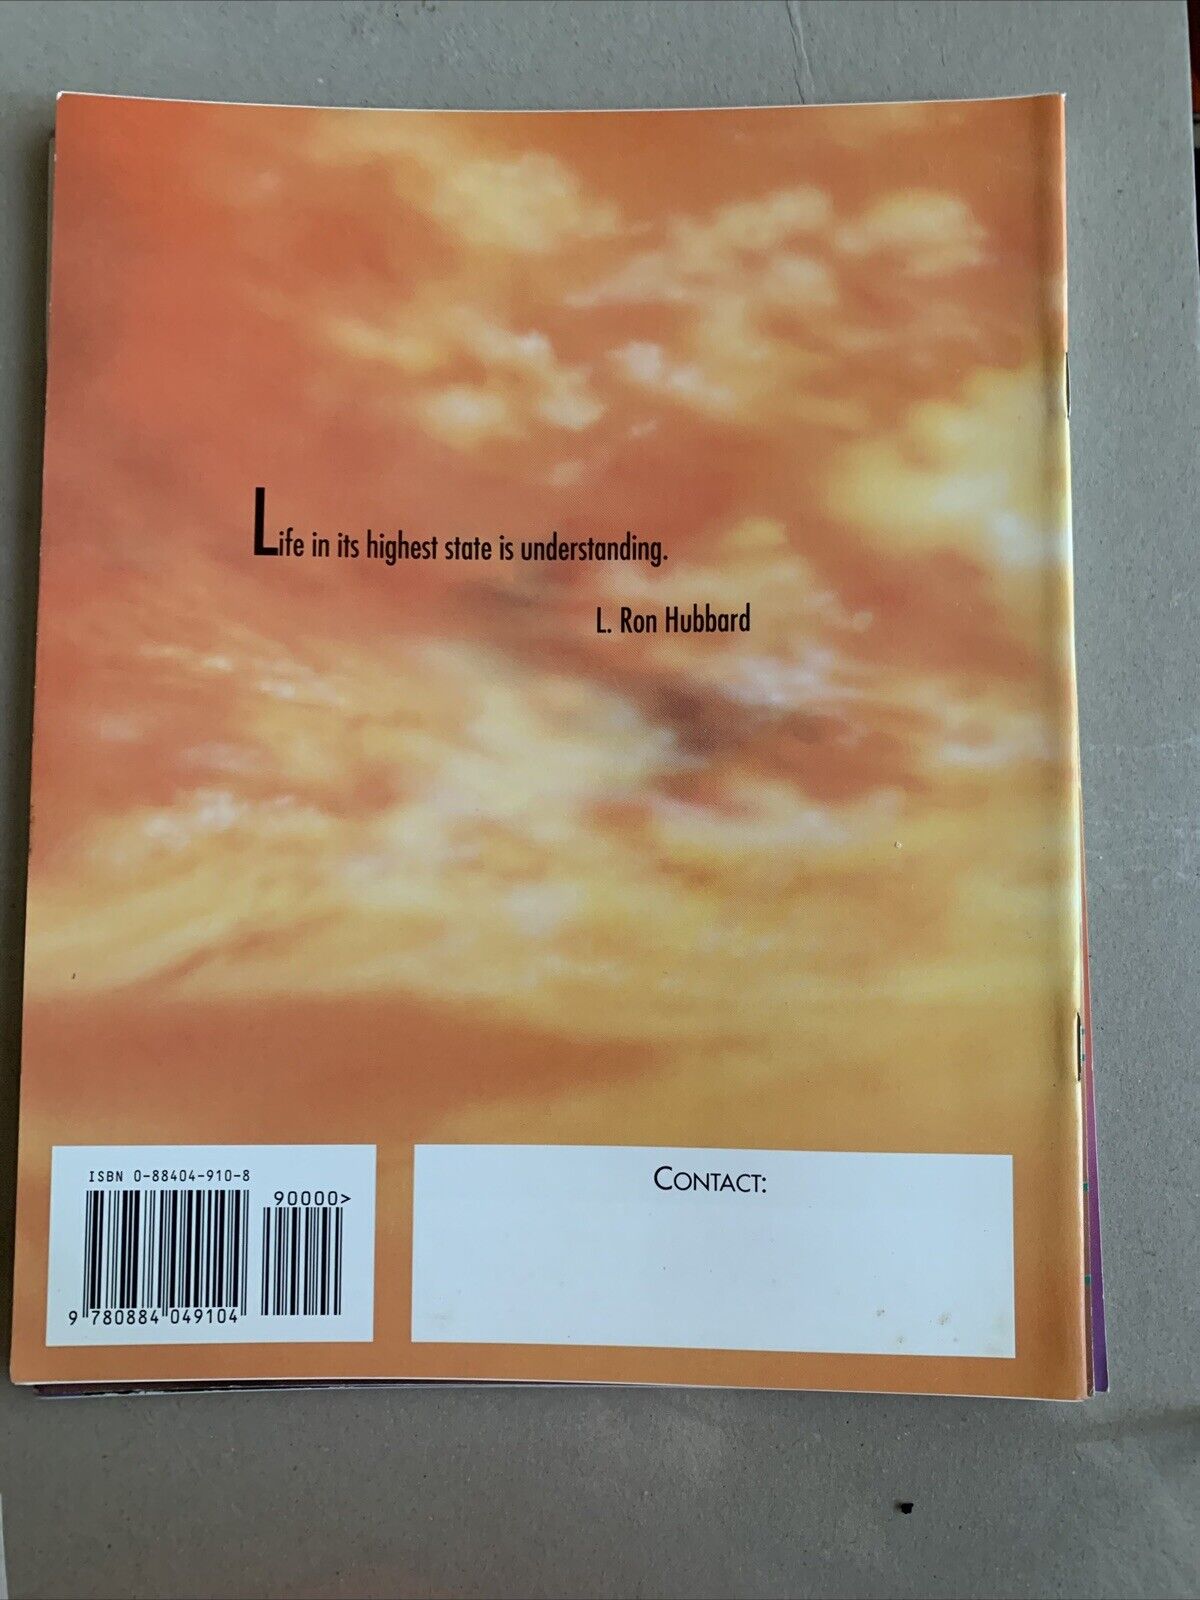 Life in its highest state is understanding.
L. Ron Hubbard
ISBN 0-88404-910-8
90000>
9 780884 049104
CONTACT: